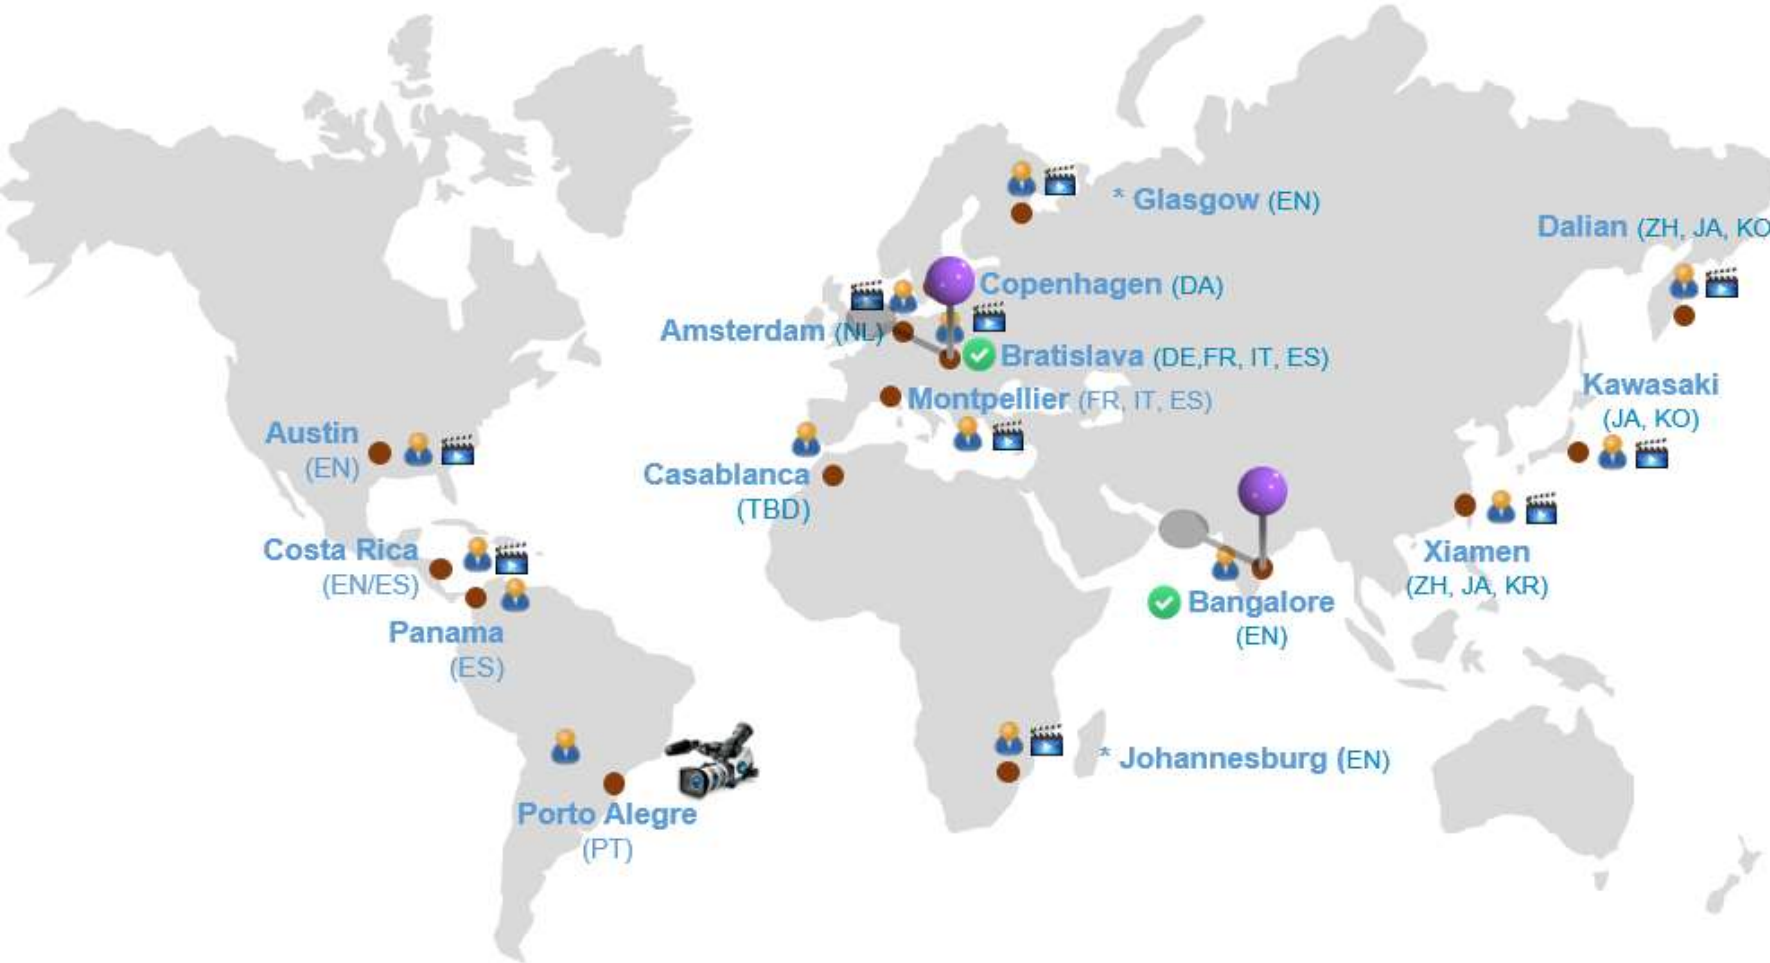 * Glasgow (EN)
Dalian (ZH, JA, KO
Copenhagen (DA)
Amsterdam (NL)
Bratislava (DE,FR, IT, ES)
Montpellier (FR, IT, ES)
Kawasaki
(JA, KO)
Austin
(EN)
Casablanca
(TBD)
Costa Rica
(EN/ES)
Xiamen
(ZH, JA, KR)
Bangalore
(EN)
Panama
(ES)
* Johannesburg (EN)
Porto Alegre
(PT)